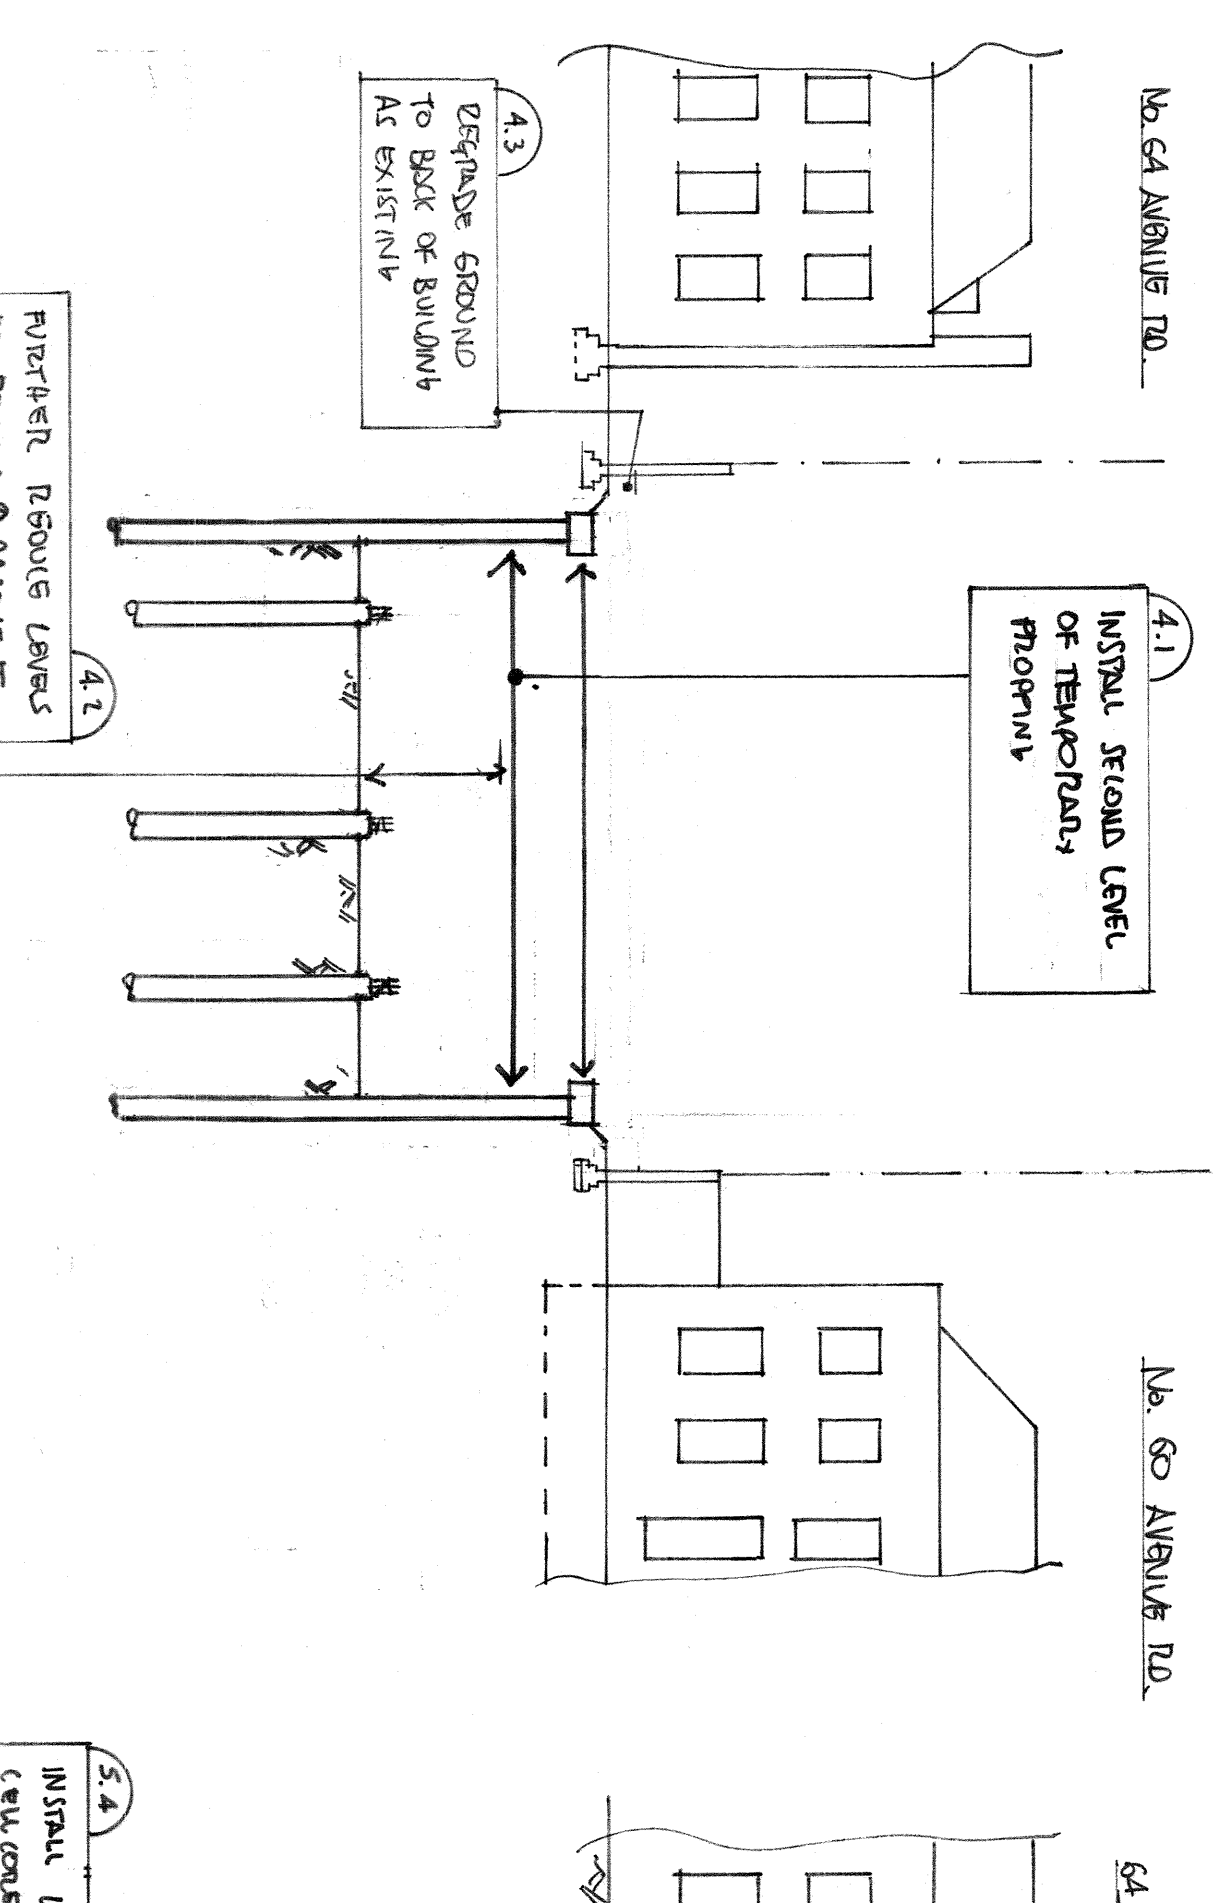 No. 64 AVENUE RD.
No. 60 AVENUE RD.
4.1
INSTALL SECOND LEVEL
OF TEMPORARY
PROPPING
4.3
REGRADE GROUND
TO BACK OF BUILDING
AS EXISTING
4.2
FURTHER REDUCE LEVELS
5.4
INSTALL
64